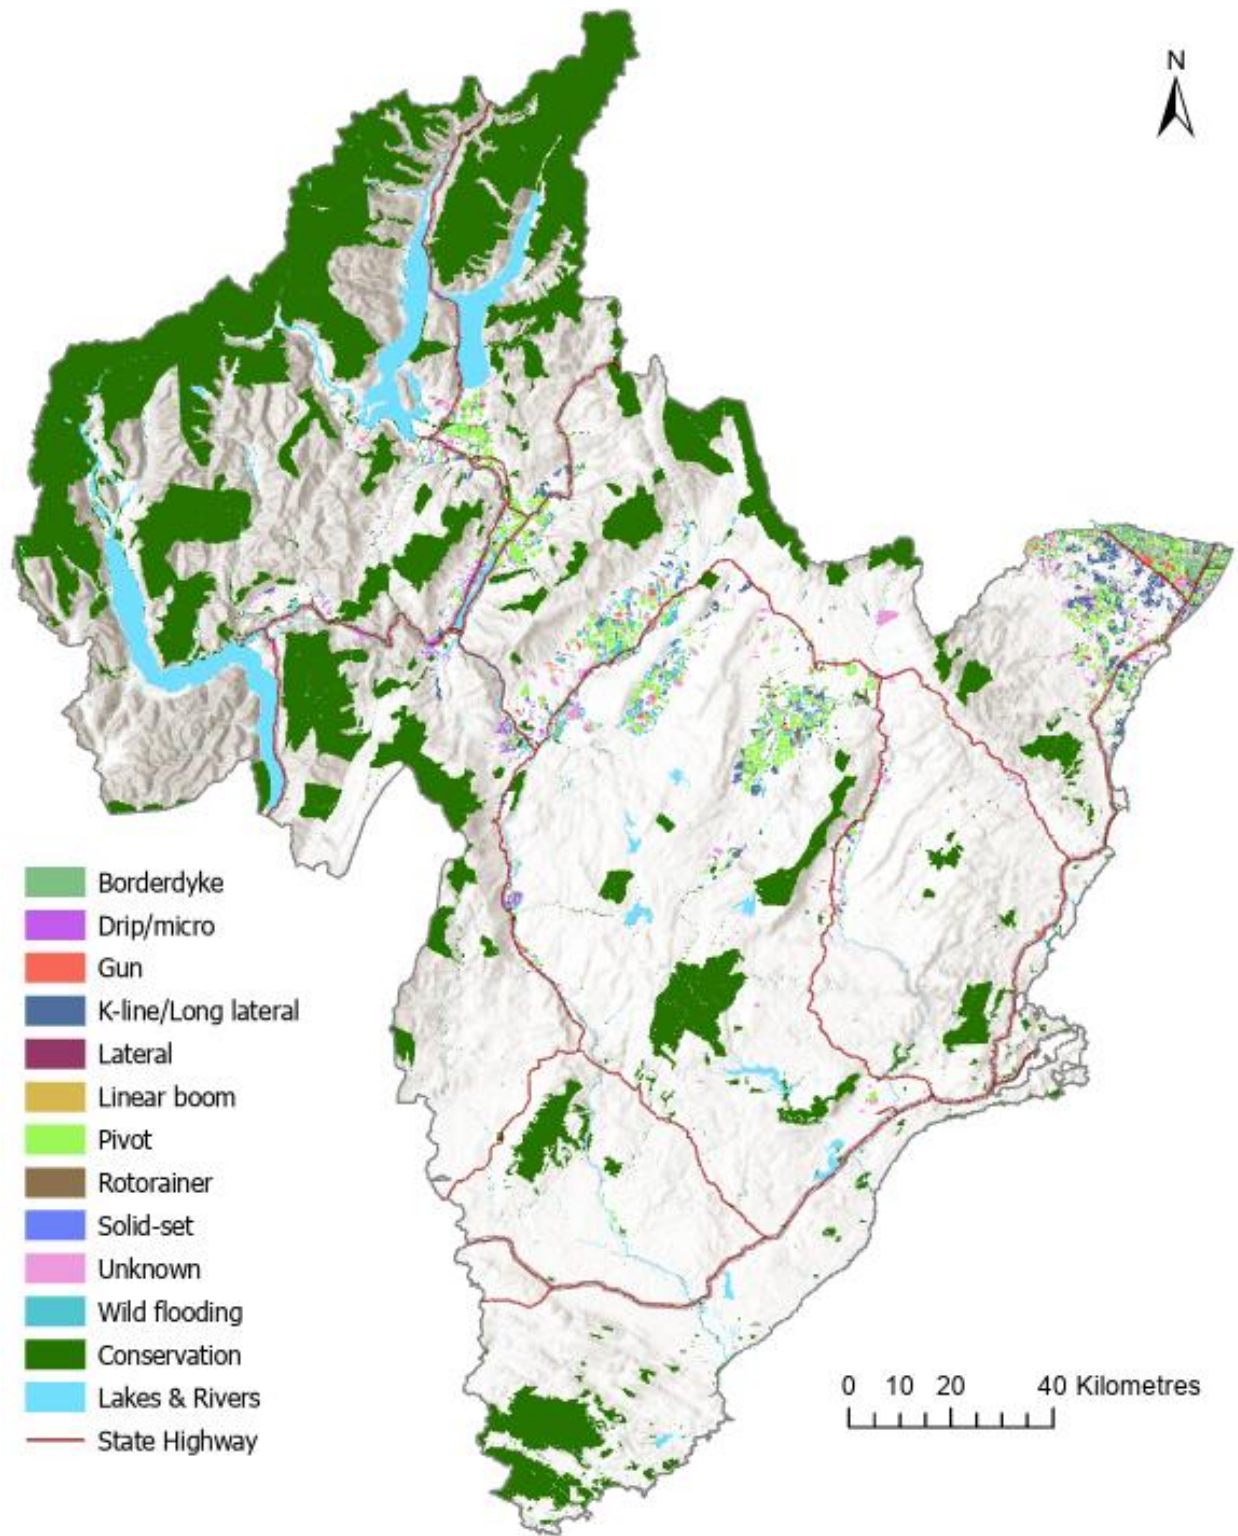 N
Borderdyke
Drip/micro
Gun
K-line/Long lateral
Lateral
Linear boom
Pivot
Rotorainer
Solid-set
Unknown
Wild flooding
Conservation
Lakes & Rivers
State Highway
0 10 20 40 Kilometres